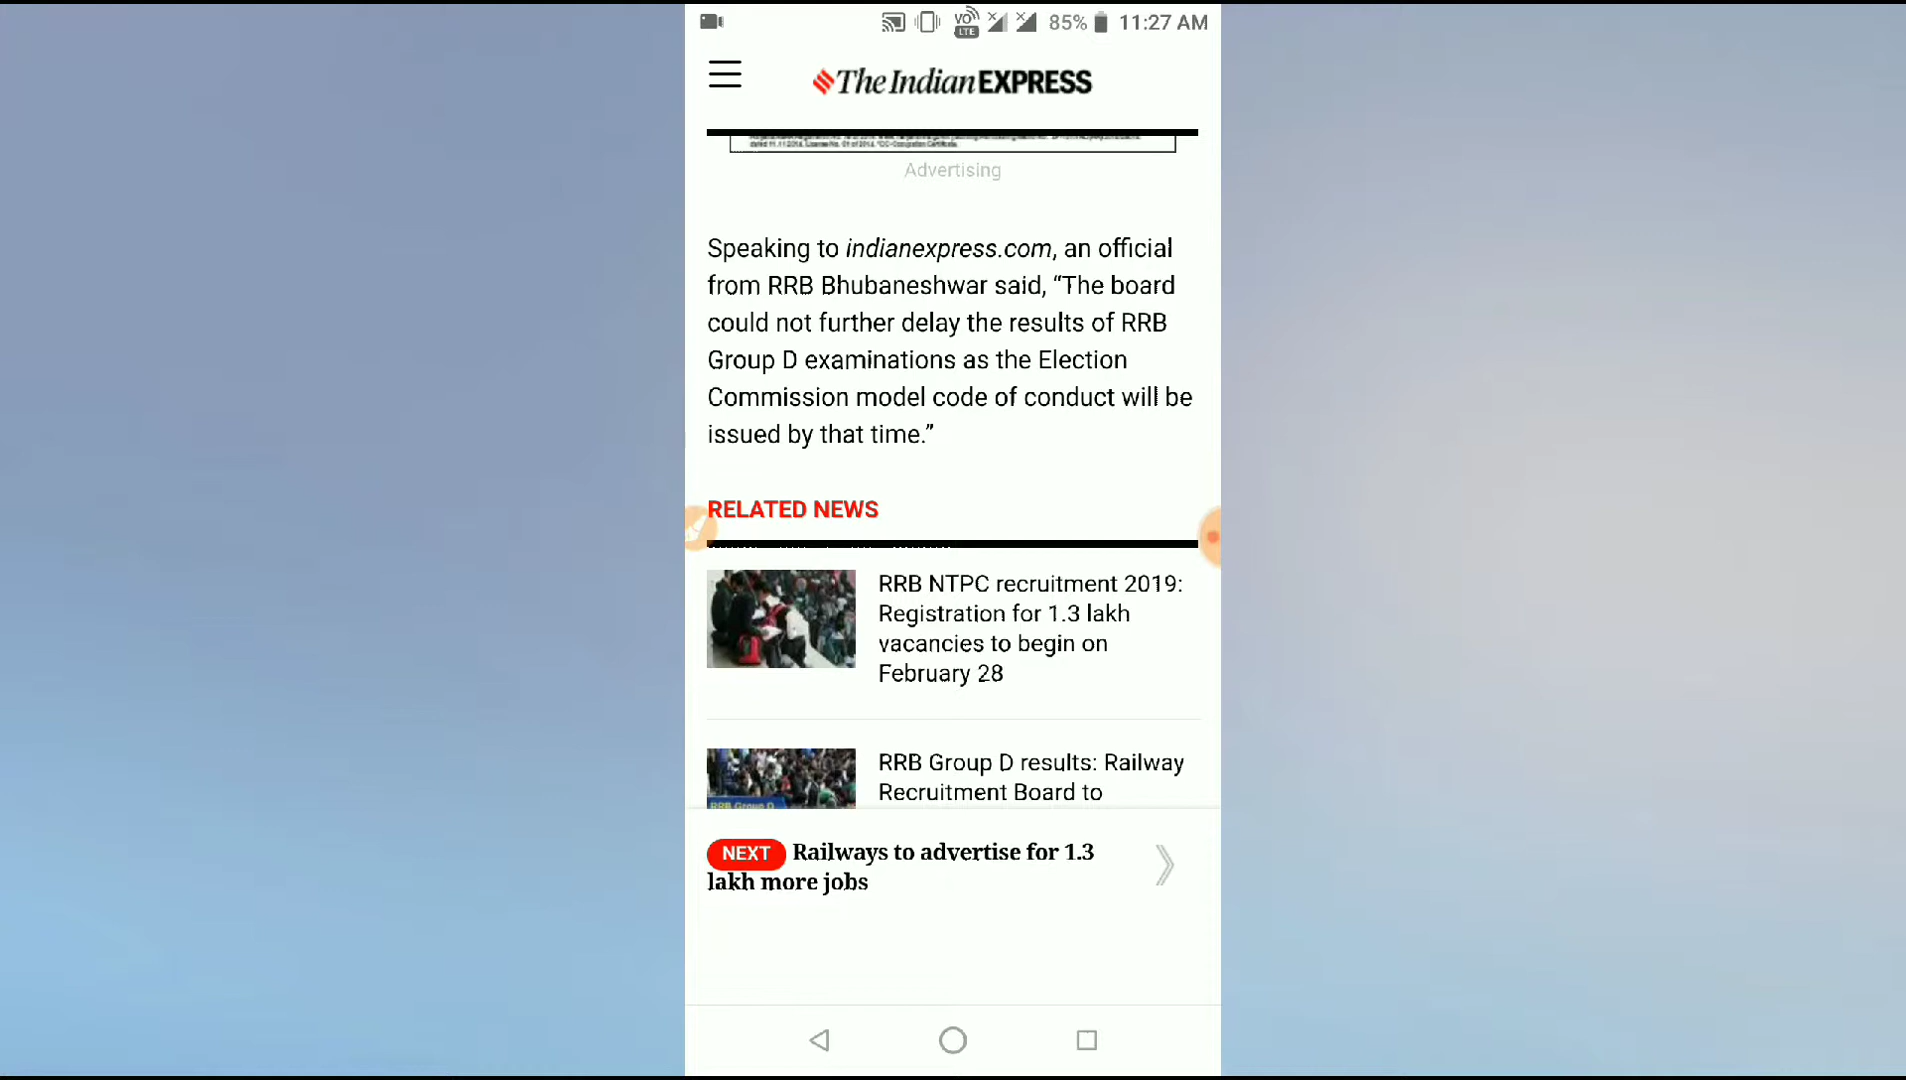 VO LTE 85% 11:27 AM
The Indian EXPRESS
Advertising
Speaking to indianexpress.com, an official
from RRB Bhubaneshwar said, “The board
could not further delay the results of RRB
Group D examinations as the Election
Commission model code of conduct will be
issued by that time.”
RELATED NEWS
RRB NTPC recruitment 2019:
Registration for 1.3 lakh
vacancies to begin on
February 28
RRB Group D results: Railway
Recruitment Board to
RRB Group D
NEXT Railways to advertise for 1.3
lakh more jobs